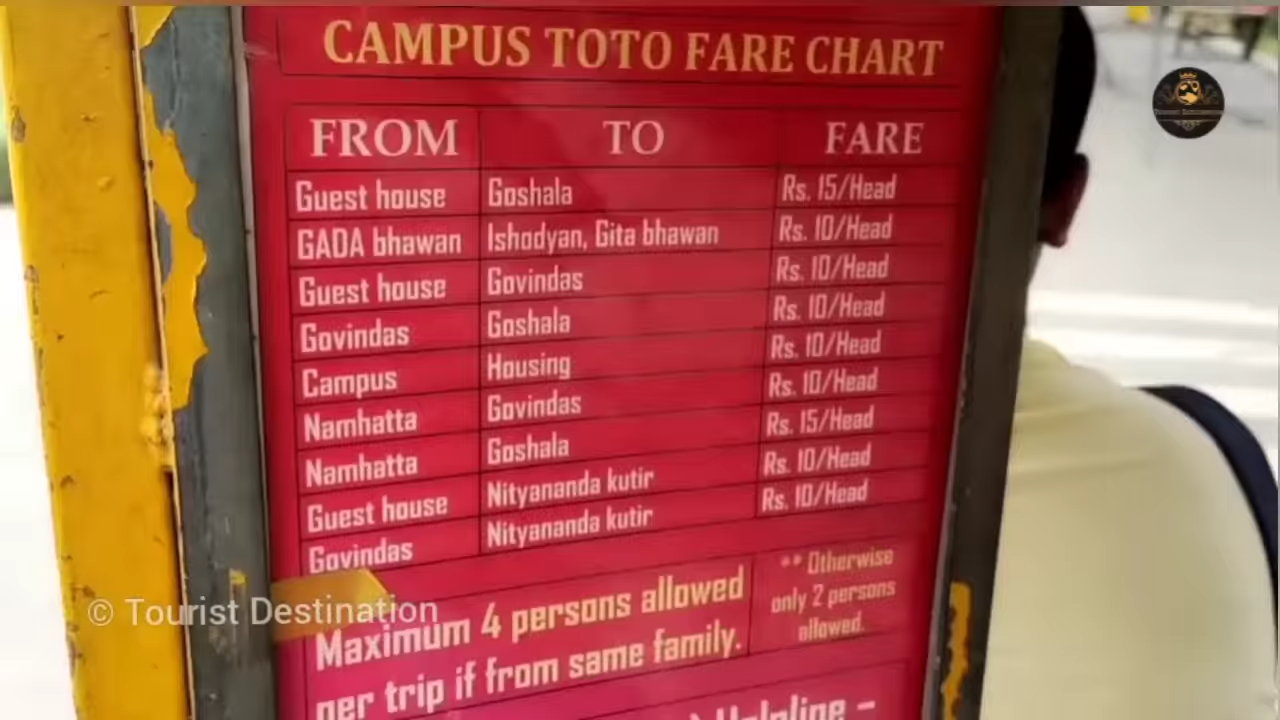 CAMPUS TOTO FARE CHART
FROM TO FARE
Guest house Goshala Rs. 15/Head
GADA bhawan Ishodyan, Gita bhawan Rs. 10/Head
Guest house Govindas Rs. 10/Head
Govindas Goshala Rs. 10/Head
Campus Housing Rs. 10/Head
Namhatta Govindas Rs. 10/Head
Namhatta Goshala Rs. 15/Head
Guest house Nityananda kutir Rs. 10/Head
Govindas Nityananda kutir Rs. 10/Head
Maximum 4 persons allowed
per trip if from same family.
** Otherwise
only 2 persons
allowed.
Helpline –
© Tourist Destination